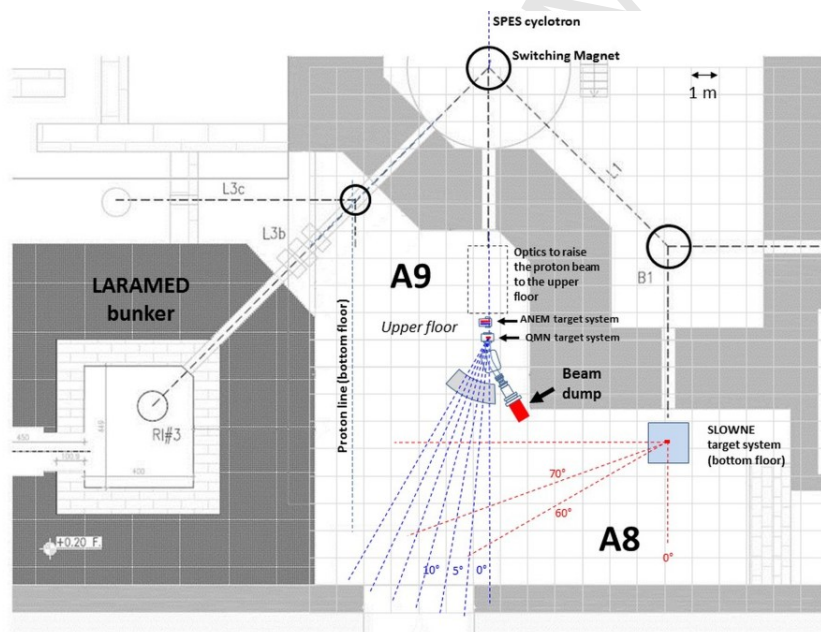 SPES cyclotron
Switching Magnet
1 m
L3c
L1
L3b
LARAMED
bunker
A9
Optics to raise
the proton beam
to the upper
floor
B1
Upper floor
ANEM target system
QMN target system
Proton line (bottom floor)
Beam
dump
RI#3
SLOWNE
target system
(bottom floor)
450
100.0
400
70°
60°
A8
0°
+0.20 F.
10°
5°
0°